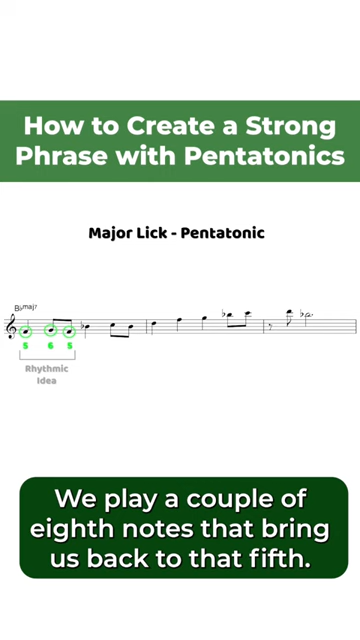 How to Create a Strong
Phrase with Pentatonics
Major Lick - Pentatonic
B♭maj7
5 6 5
Rhythmic
Idea
We play a couple of
eighth notes that bring
us back to that fifth.